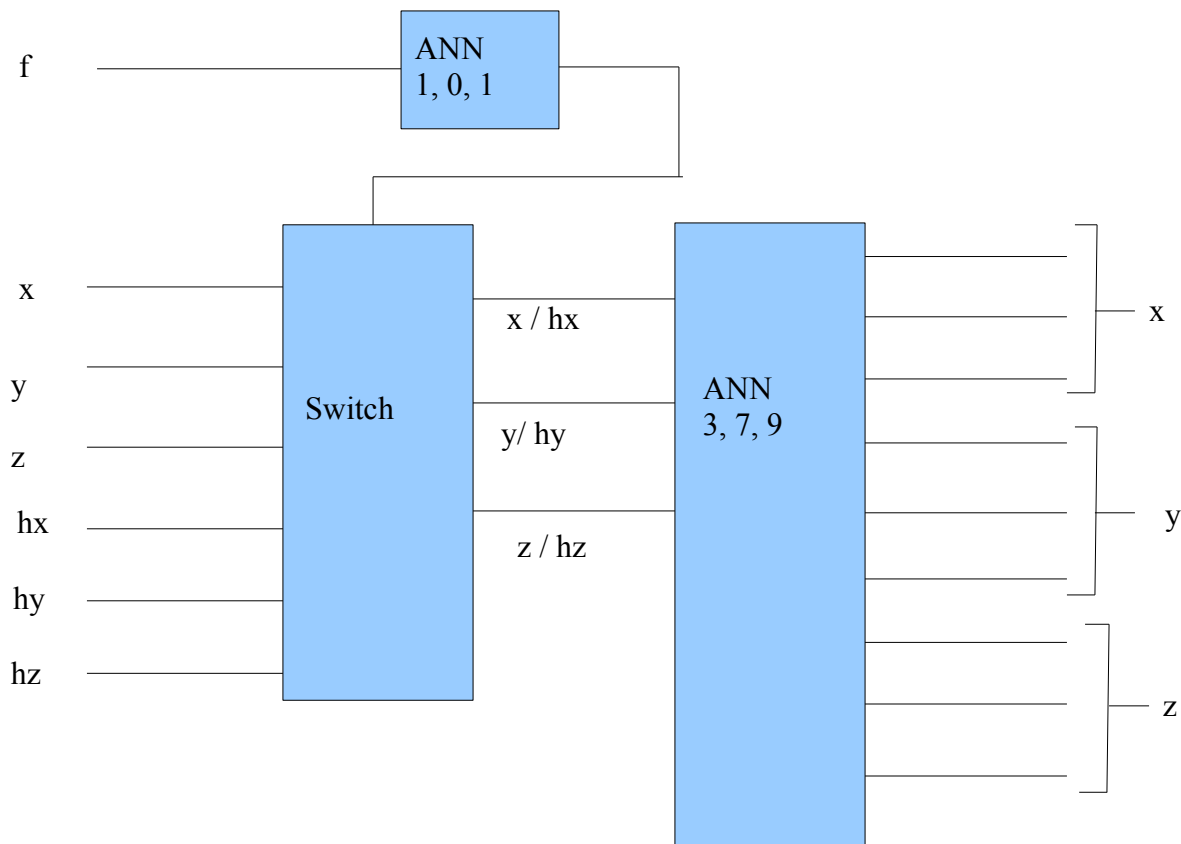 f
ANN
1, 0, 1
x
y
z
hx
hy
hz
Switch
x / hx
y/ hy
z / hz
ANN
3, 7, 9
x
y
z